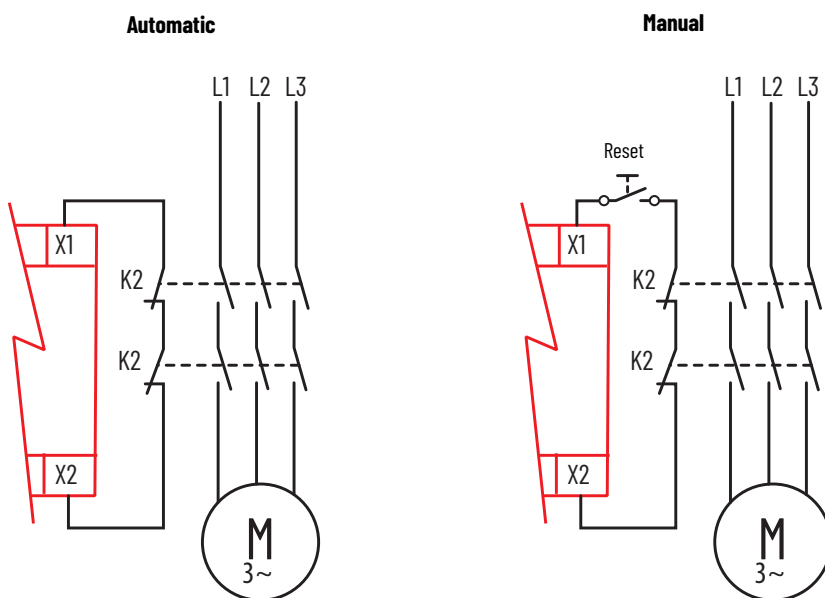 Automatic
L1 L2 L3
X1
K2
K2
X2
M
3~
Manual
L1 L2 L3
Reset
X1
K2
K2
X2
M
3~